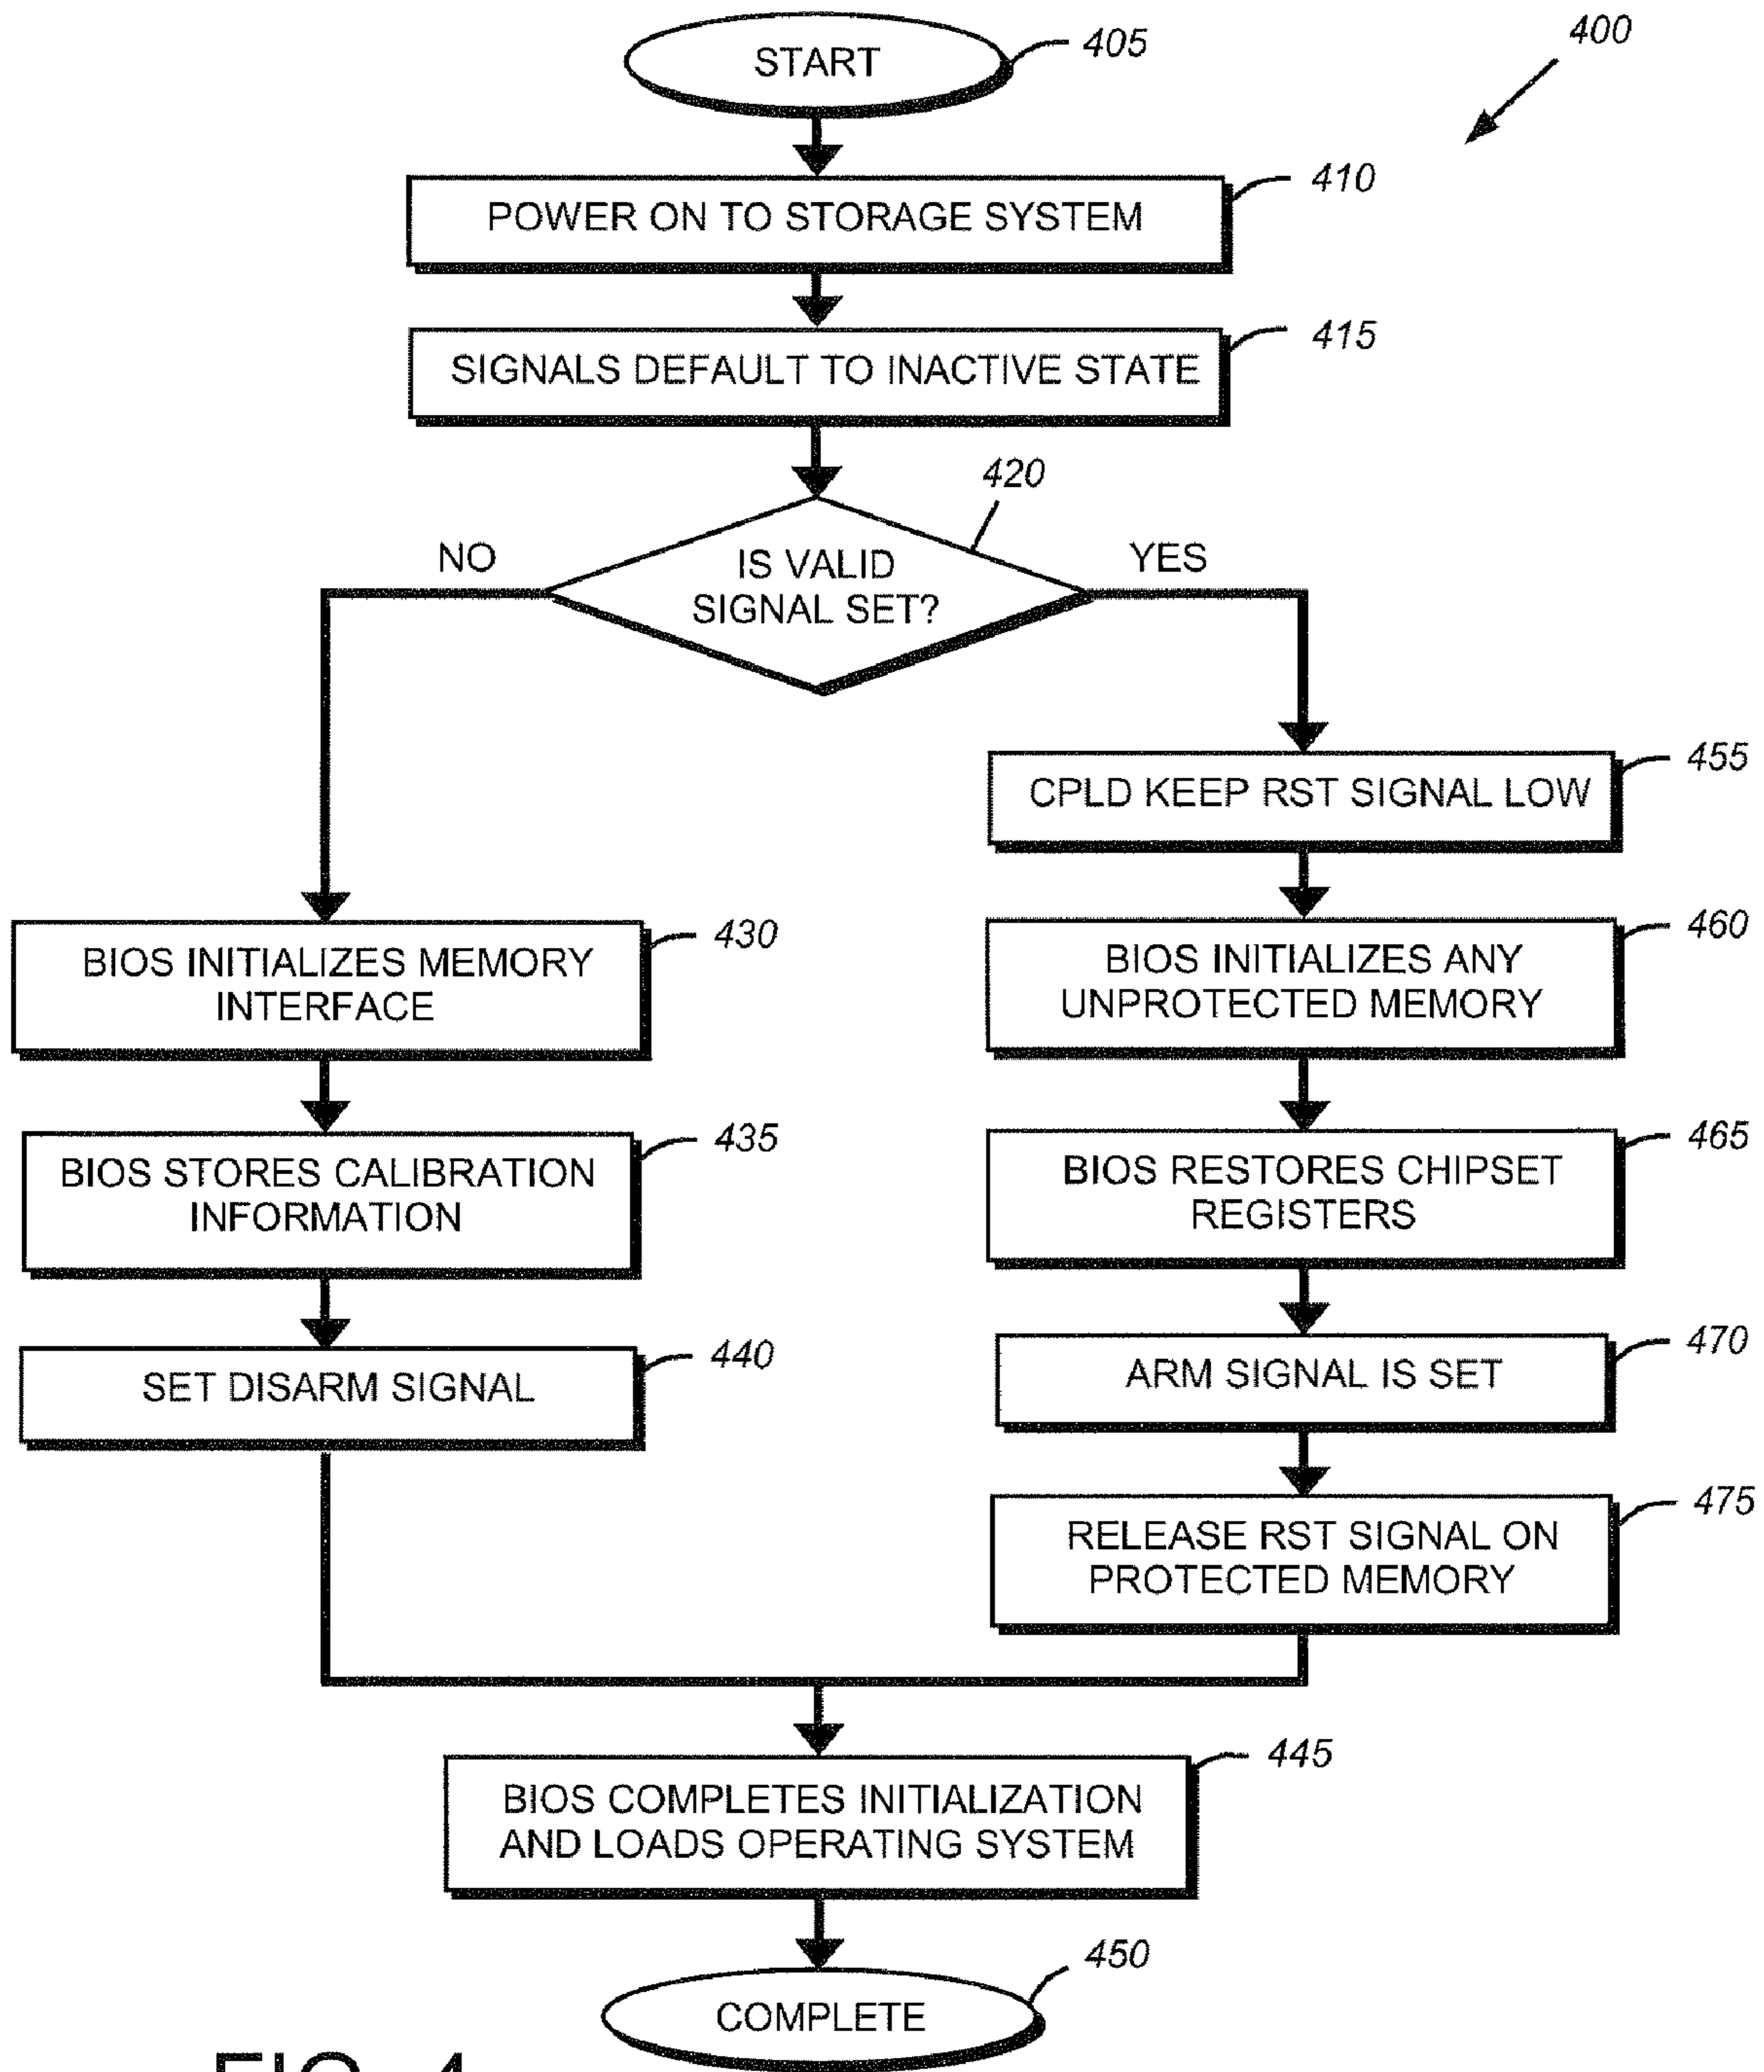 START
405
400
POWER ON TO STORAGE SYSTEM
410
SIGNALS DEFAULT TO INACTIVE STATE
415
420
NO
IS VALID
SIGNAL SET?
YES
CPLD KEEP RST SIGNAL LOW
455
BIOS INITIALIZES MEMORY
INTERFACE
430
BIOS INITIALIZES ANY
UNPROTECTED MEMORY
460
BIOS STORES CALIBRATION
INFORMATION
435
BIOS RESTORES CHIPSET
REGISTERS
465
SET DISARM SIGNAL
440
ARM SIGNAL IS SET
470
RELEASE RST SIGNAL ON
PROTECTED MEMORY
475
BIOS COMPLETES INITIALIZATION
AND LOADS OPERATING SYSTEM
445
COMPLETE
450
FIG. 4